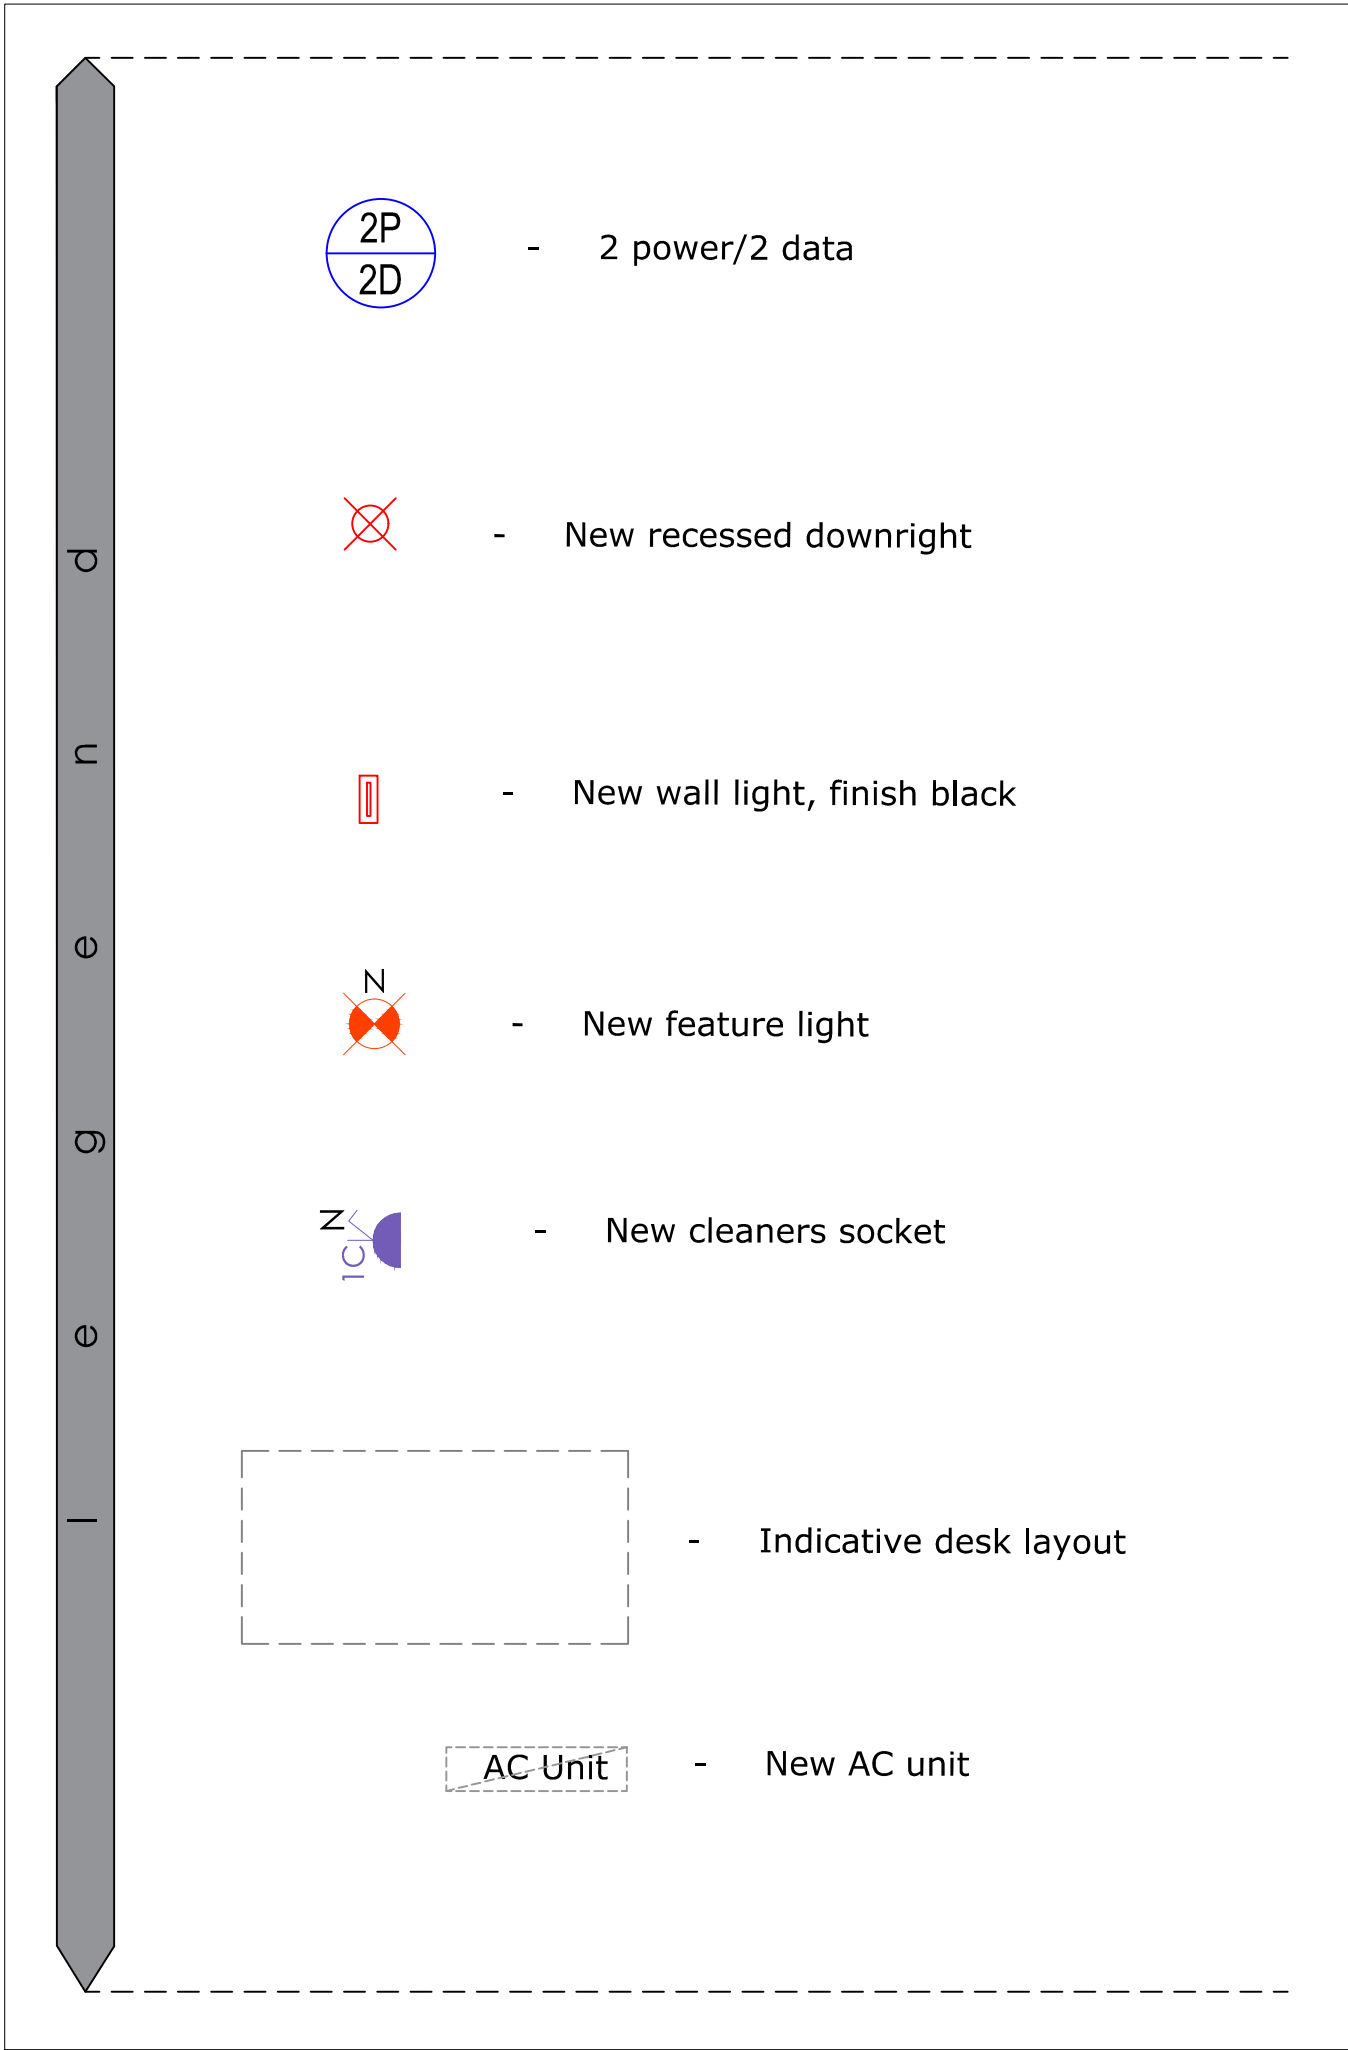 legend
2P
2D
- 2 power/2 data
- New recessed downright
- New wall light, finish black
N
- New feature light
N
1C
- New cleaners socket
- Indicative desk layout
AC Unit
- New AC unit